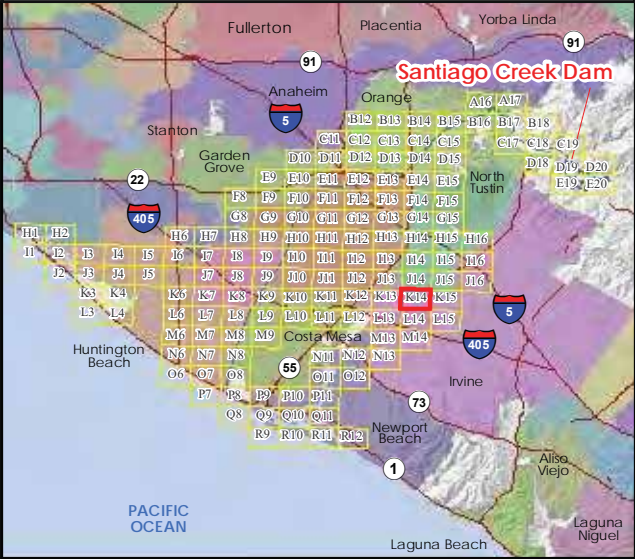 Fullerton
Placentia
Yorba Linda
91
91
Santiago Creek Dam
Anaheim
Orange
A16 A17
5
B12 B13 B14 B15 B16 B17 B18
Stanton
C11 C12 C13 C14 C15 C17 C18 C19
Garden
Grove
D10 D11 D12 D13 D14 D15 D18 D19 D20
22
E9 E10 E11 E12 E13 E14 E15 E19 E20
North
Tustin
F8 F9 F10 F11 F12 F13 F14 F15
405
G8 G9 G10 G11 G12 G13 G14 G15
H1 H2 H6 H7 H8 H9 H10 H11 H12 H13 H14 H15 H16
I1 I2 I3 I4 I5 I6 I7 I8 I9 I10 I11 I12 I13 I14 I15 I16
J2 J3 J4 J5 J7 J8 J9 J10 J11 J12 J13 J14 J15 J16
K3 K4 K6 K7 K8 K9 K10 K11 K12 K13 K14 K15
5
L3 L4 L6 L7 L8 L9 L10 L11 L12 L13 L14 L15
M6 M7 M8 M9 Costa Mesa M13 M14
405
Huntington
Beach
N6 N7 N8 N11 N12 N13
55
O6 O7 O8 O11 O12
Irvine
P7 P8 P9 P10 P11
73
Q8 Q9 Q10 Q11
Newport
Beach
R9 R10 R11 R12
1
Aliso
Viejo
PACIFIC
OCEAN
Laguna
Niguel
Laguna Beach